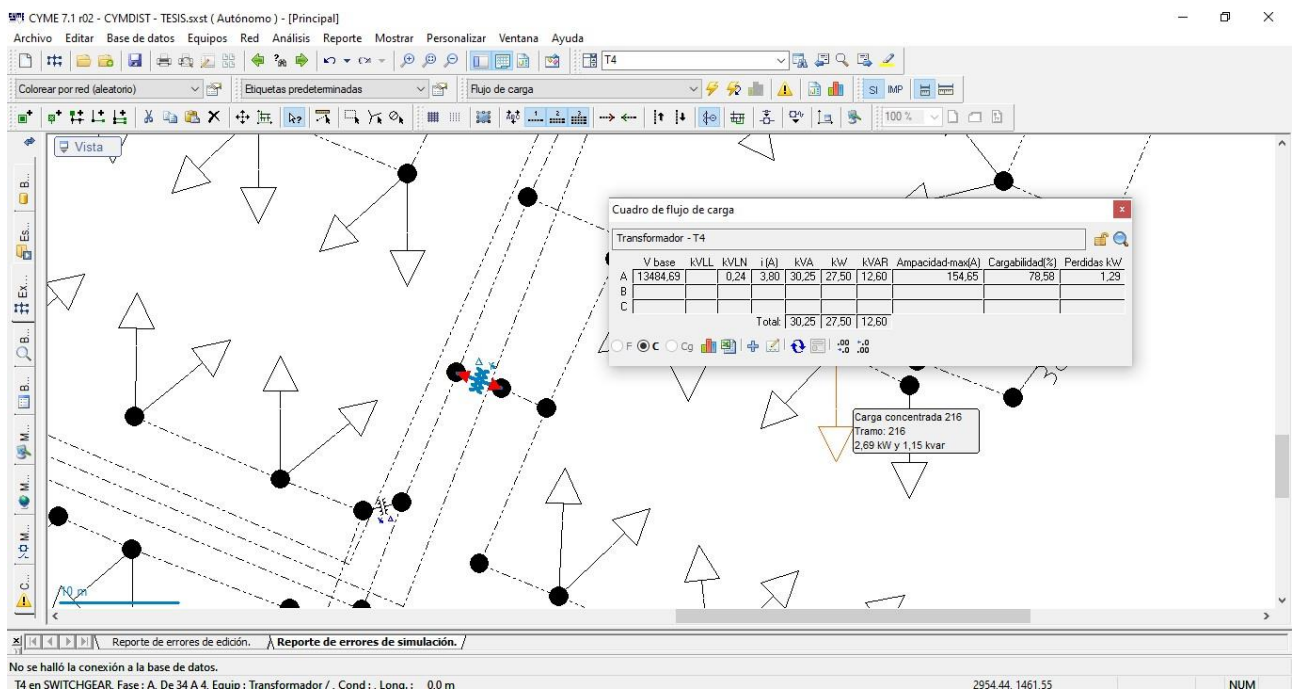 CYME 7.1 r02 - CYMDIST - TESIS.sxst ( Autónomo ) - [Principal]
Archivo Editar Base de datos Equipos Red Análisis Reporte Mostrar Personalizar Ventana Ayuda
T4
Colorear por red (aleatorio) Etiquetas predeterminadas Flujo de carga SI IMP
100 %
Vista
B...
Es...
Ex...
B...
B...
M...
M...
M...
C...
Cuadro de flujo de carga
Transformador - T4
V base kVLL kVLN i (A) kVA kW kVAR Ampacidad-max(A) Cargabilidad(%) Perdidas kW
A 13484,69 0,24 3,80 30,25 27,50 12,60 154,65 78,58 1,29
B
C
Total: 30,25 27,50 12,60
F C Cg
Carga concentrada 216
Tramo: 216
2,69 kW y 1,15 kvar
10 m
Reporte de errores de edición. Reporte de errores de simulación.
No se halló la conexión a la base de datos.
T4 en SWITCHGEAR, Fase : A, De 34 A 4, Equip : Transformador / , Cond : , Long. : 0,0 m 2954.44, 1461.55 NUM